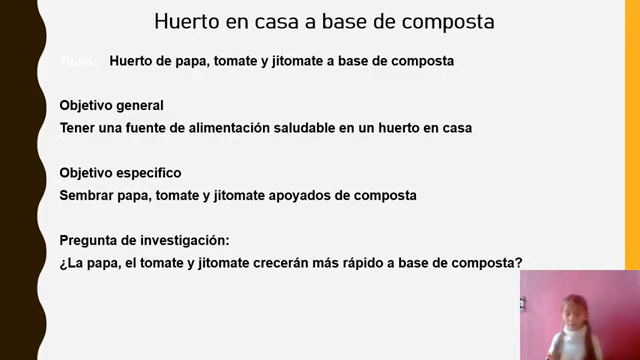 Huerto en casa a base de composta
Título: Huerto de papa, tomate y jitomate a base de composta
Objetivo general
Tener una fuente de alimentación saludable en un huerto en casa
Objetivo especifico
Sembrar papa, tomate y jitomate apoyados de composta
Pregunta de investigación:
¿La papa, el tomate y jitomate crecerán más rápido a base de composta?